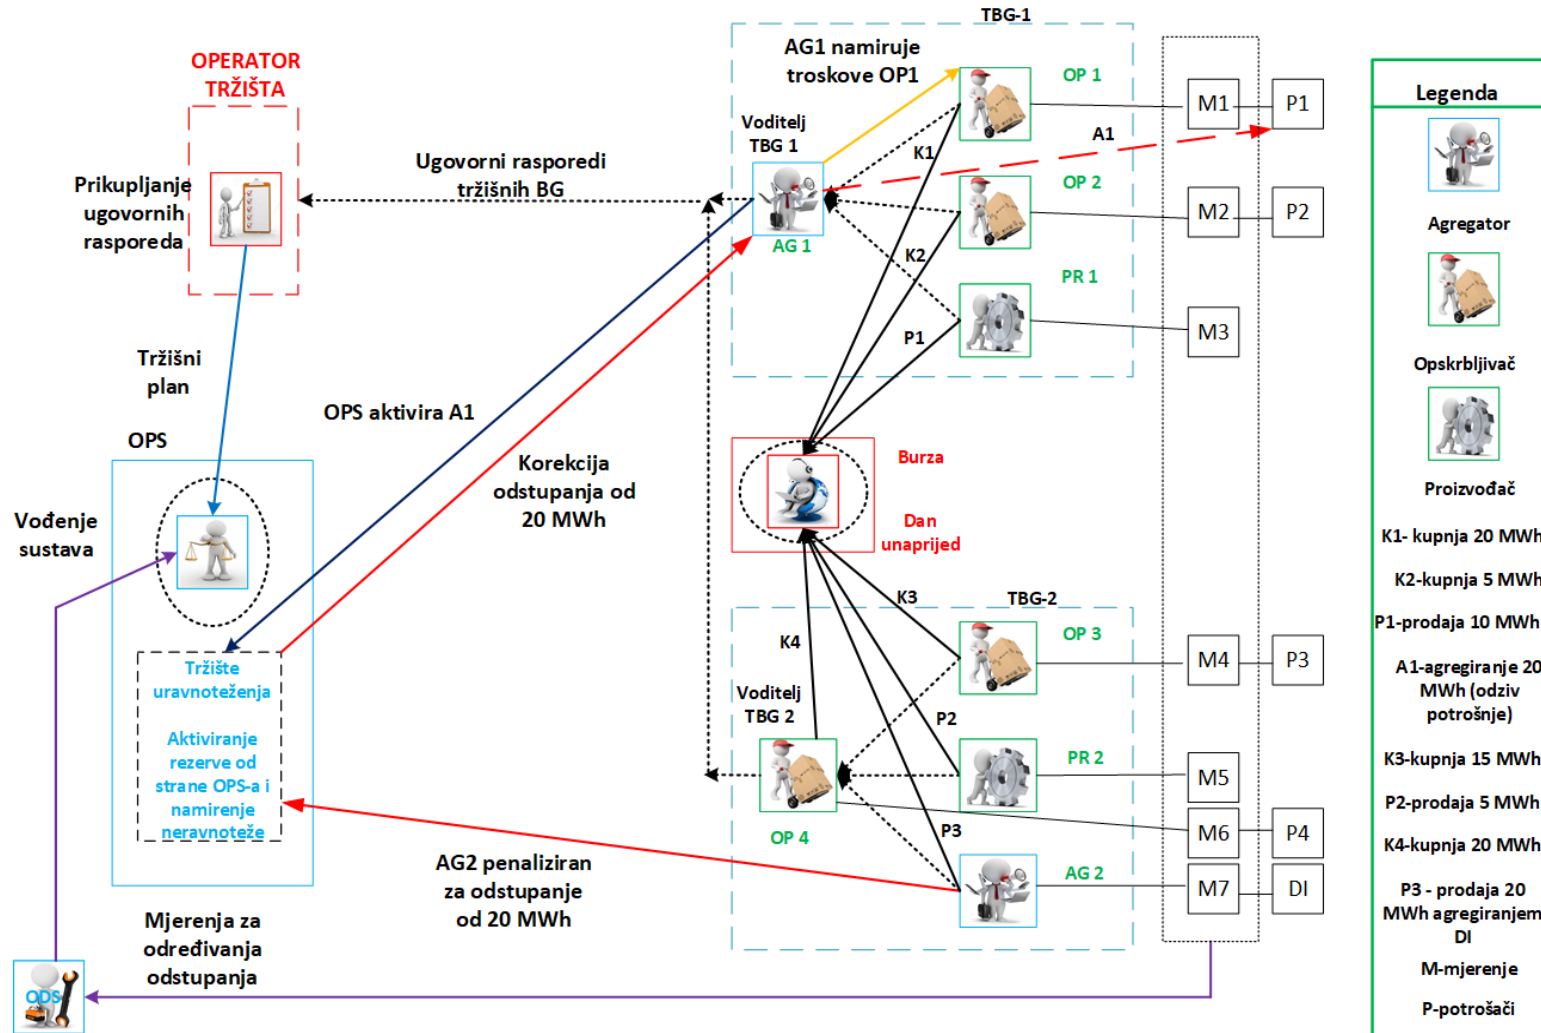 OPERATOR
TRŽIŠTA
Prikupljanje
ugovornih
rasporeda
Ugovorni rasporedi
tržišnih BG
Tržišni
plan
OPS
Vođenje
sustava
Tržište
uravnoteženja
Aktiviranje
rezerve od
strane OPS-a i
namirenje
neravnoteže
OPS aktivira A1
Korekcija
odstupanja od
20 MWh
AG2 penaliziran
za odstupanje
od 20 MWh
Mjerenja za
određivanja
odstupanja
ODS
TBG-1
AG1 namiruje
troskove OP1
Voditelj
TBG 1
AG 1
OP 1
OP 2
PR 1
K1
K2
P1
A1
M1
P1
M2
P2
M3
Burza
Dan
unaprijed
TBG-2
K3
K4
OP 3
Voditelj
TBG 2
P2
PR 2
OP 4
P3
AG 2
M4
P3
M5
M6
P4
M7
DI
Legenda
Agregator
Opskrbljivač
Proizvođač
K1- kupnja 20 MWh
K2-kupnja 5 MWh
P1-prodaja 10 MWh
A1-agregiranje 20
MWh (odziv
potrošnje)
K3-kupnja 15 MWh
P2-prodaja 5 MWh
K4-kupnja 20 MWh
P3 - prodaja 20
MWh agregiranjem
DI
M-mjerenje
P-potrošači